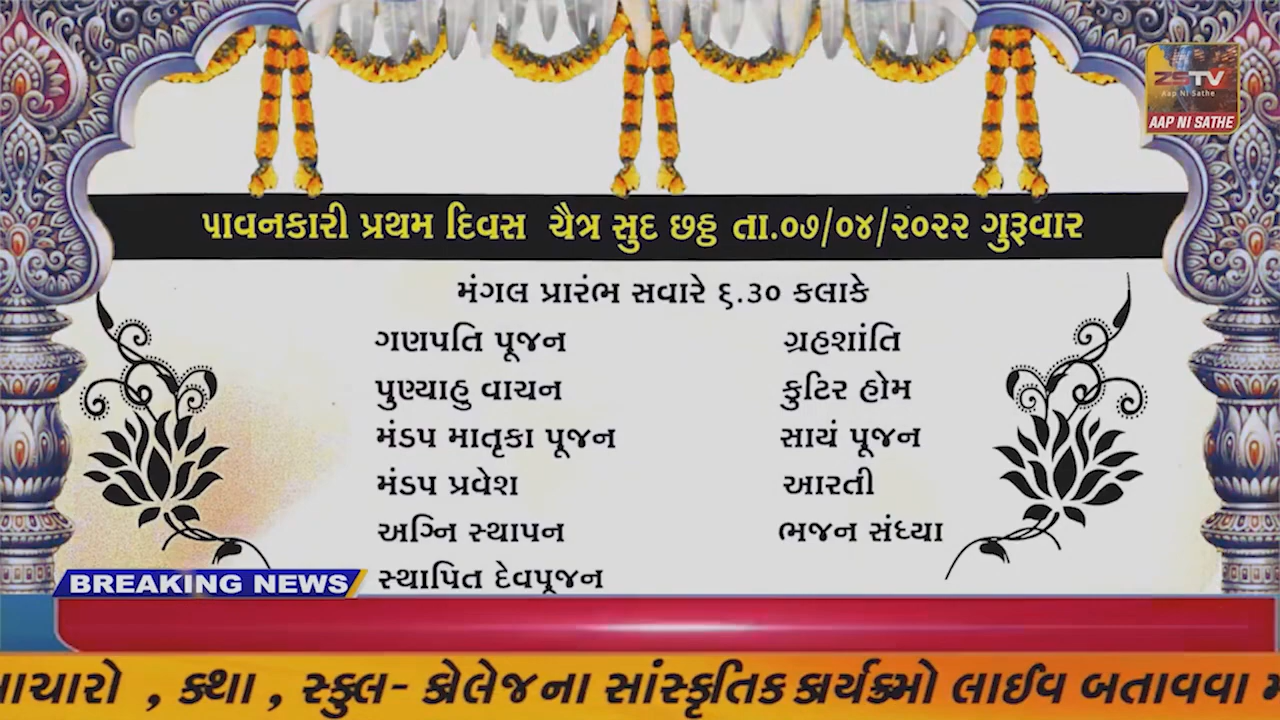 ZSTV
Aap Ni Sathe
AAP NI SATHE
પાવનકારી પ્રથમ દિવસ ચૈત્ર સુદ છઠ્ઠ તા.૦૭/૦૪/૨૦૨૨ ગુરૂવાર
મંગલ પ્રારંભ સવારે ૬.૩૦ કલાકે
ગણપતિ પૂજન
પુણ્યાહુ વાચન
મંડપ માતૃકા પૂજન
મંડપ પ્રવેશ
અગ્નિ સ્થાપન
સ્થાપિત દેવપૂજન
ગ્રહશાંતિ
કુટિર હોમ
સાયં પૂજન
આરતી
ભજન સંધ્યા
BREAKING NEWS
, કથા , સ્કુલ- કોલેજના સાંસ્કૃતિક કાર્યક્રમો લાઈવ બતાવવા